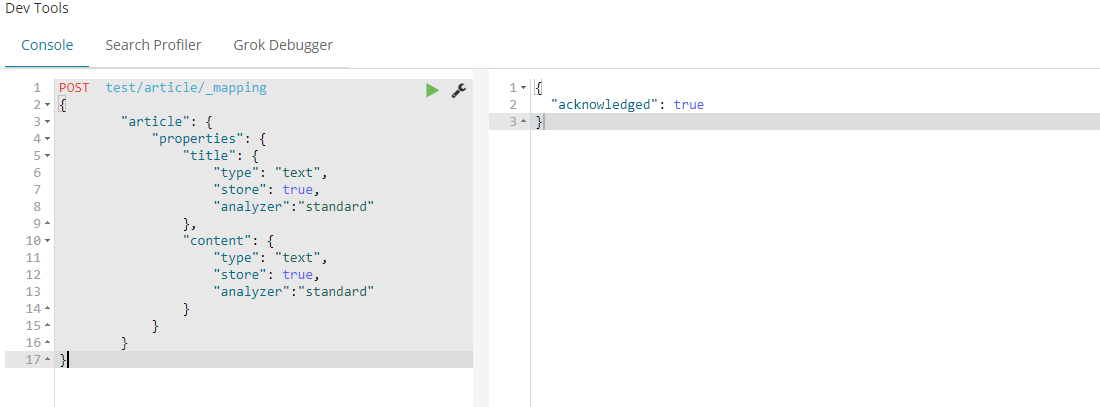 Dev Tools
Console Search Profiler Grok Debugger
1 POST test/article/_mapping
2 {
3 "article": {
4 "properties": {
5 "title": {
6 "type": "text",
7 "store": true,
8 "analyzer":"standard"
9 },
10 "content": {
11 "type": "text",
12 "store": true,
13 "analyzer":"standard"
14 }
15 }
16 }
17 }
1 {
2 "acknowledged": true
3 }